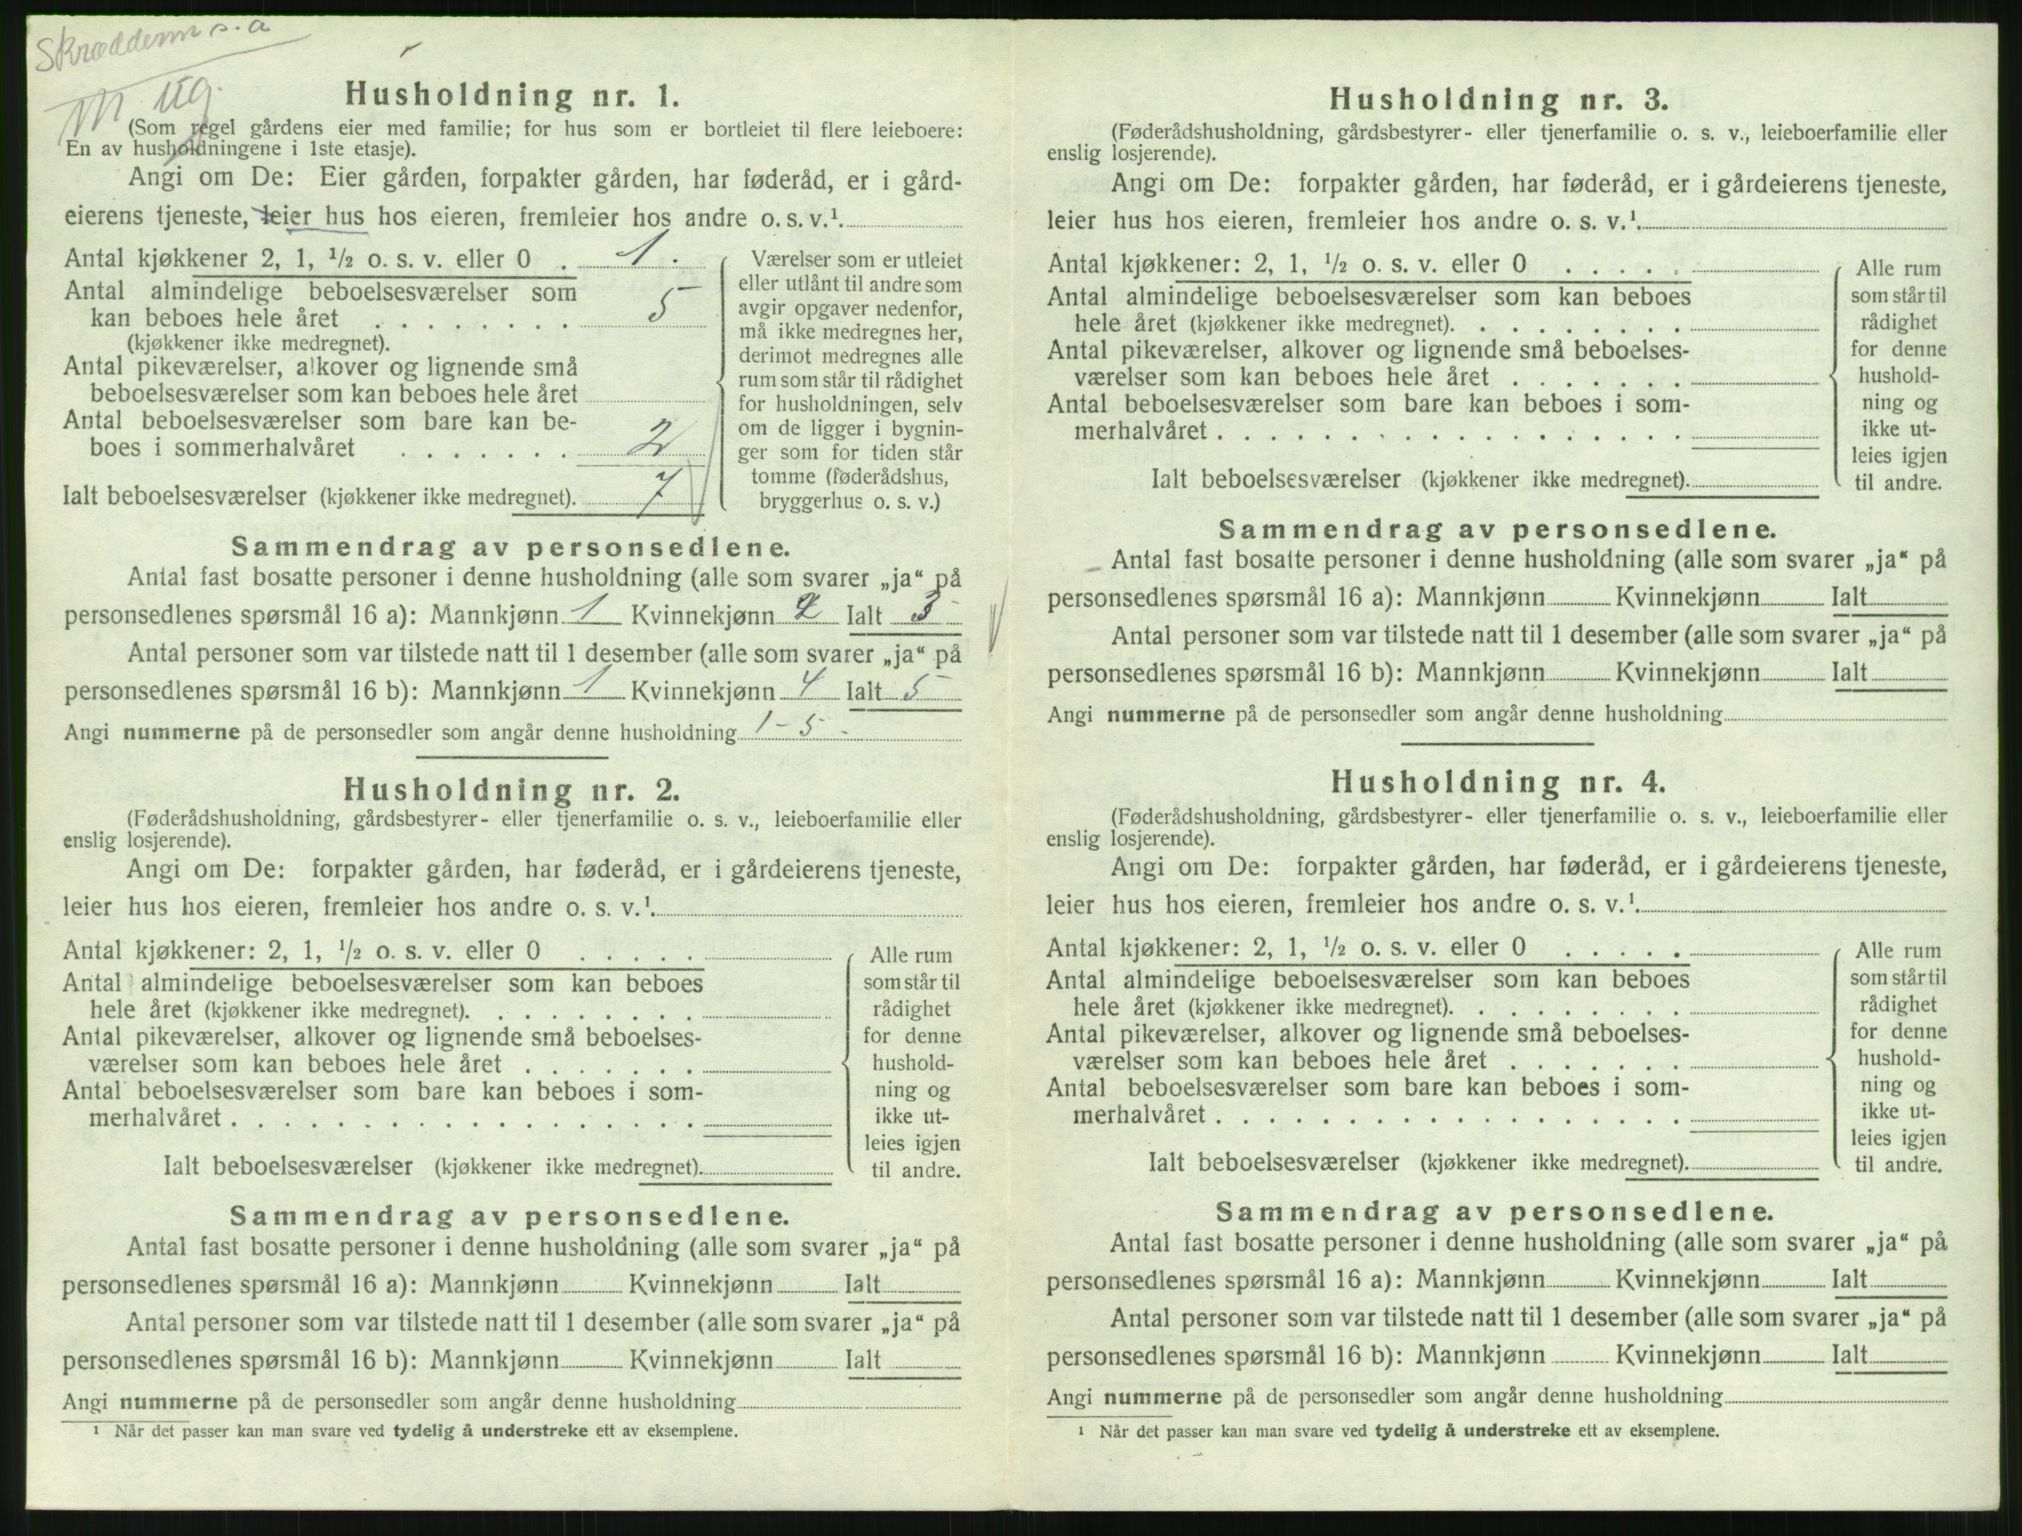 Skrædderm s.a
M. ug.
Husholdning nr. 1.
(Som regel gårdens eier med familie; for hus som er bortleiet til flere leieboere:
En av husholdningene i 1ste etasje).
Angi om De: Eier gården, forpakter gården, har føderåd, er i gård-
eierens tjeneste, leier hus hos eieren, fremleier hos andre o. s. v.¹.
Antal kjøkkener 2, 1, ½ o. s. v. eller 0 . 1.
Antal almindelige beboelsesværelser som
kan beboes hele året . . . . . . . . 5
(kjøkkener ikke medregnet).
Antal pikeværelser, alkover og lignende små
beboelsesværelser som kan beboes hele året
Antal beboelsesværelser som bare kan be-
boes i sommerhalvåret . . . . . . . 2
Ialt beboelsesværelser (kjøkkener ikke medregnet). 7
Værelser som er utleiet
eller utlånt til andre som
avgir opgaver nedenfor,
må ikke medregnes her,
derimot medregnes alle
rum som står til rådighet
for husholdningen, selv
om de ligger i bygnin-
ger som for tiden står
tomme (føderådshus,
bryggerhus o. s. v.)
Sammendrag av personsedlene.
Antal fast bosatte personer i denne husholdning (alle som svarer „ja“ på
personsedlenes spørsmål 16 a): Mannkjønn 1 Kvinnekjønn 2 Ialt 3
Antal personer som var tilstede natt til 1 desember (alle som svarer „ja“ på
personsedlenes spørsmål 16 b): Mannkjønn 1 Kvinnekjønn 4 Ialt 5
Angi nummerne på de personsedler som angår denne husholdning 1-5.
Husholdning nr. 2.
(Føderådshusholdning, gårdsbestyrer- eller tjenerfamilie o. s. v., leieboerfamilie eller
enslig losjerende).
Angi om De: forpakter gården, har føderåd, er i gårdeierens tjeneste,
leier hus hos eieren, fremleier hos andre o. s. v.¹.
Antal kjøkkener: 2, 1, ½ o. s. v. eller 0 . . . . .
Antal almindelige beboelsesværelser som kan beboes
hele året (kjøkkener ikke medregnet). . . . . . . . .
Antal pikeværelser, alkover og lignende små beboelses-
værelser som kan beboes hele året . . . . . . .
Antal beboelsesværelser som bare kan beboes i som-
merhalvåret . . . . . . . . . . . . . . . . . .
Ialt beboelsesværelser (kjøkkener ikke medregnet).
Alle rum
som står til
rådighet
for denne
hushold-
ning og
ikke ut-
leies igjen
til andre.
Sammendrag av personsedlene.
Antal fast bosatte personer i denne husholdning (alle som svarer „ja“ på
personsedlenes spørsmål 16 a): Mannkjønn Kvinnekjønn Ialt
Antal personer som var tilstede natt til 1 desember (alle som svarer „ja“ på
personsedlenes spørsmål 16 b): Mannkjønn Kvinnekjønn Ialt
Angi nummerne på de personsedler som angår denne husholdning
¹ Når det passer kan man svare ved tydelig å understreke ett av eksemplene.
Husholdning nr. 3.
(Føderådshusholdning, gårdsbestyrer- eller tjenerfamilie o. s. v., leieboerfamilie eller
enslig losjerende).
Angi om De: forpakter gården, har føderåd, er i gårdeierens tjeneste,
leier hus hos eieren, fremleier hos andre o. s. v.¹.
Antal kjøkkener: 2, 1, ½ o. s. v. eller 0 . . . . .
Antal almindelige beboelsesværelser som kan beboes
hele året (kjøkkener ikke medregnet). . . . . . . . .
Antal pikeværelser, alkover og lignende små beboelses-
værelser som kan beboes hele året . . . . . . .
Antal beboelsesværelser som bare kan beboes i som-
merhalvåret . . . . . . . . . . . . . . . . . .
Ialt beboelsesværelser (kjøkkener ikke medregnet).
Alle rum
som står til
rådighet
for denne
hushold-
ning og
ikke ut-
leies igjen
til andre.
Sammendrag av personsedlene.
Antal fast bosatte personer i denne husholdning (alle som svarer „ja“ på
personsedlenes spørsmål 16 a): Mannkjønn Kvinnekjønn Ialt
Antal personer som var tilstede natt til 1 desember (alle som svarer „ja“ på
personsedlenes spørsmål 16 b): Mannkjønn Kvinnekjønn Ialt
Angi nummerne på de personsedler som angår denne husholdning
Husholdning nr. 4.
(Føderådshusholdning, gårdsbestyrer- eller tjenerfamilie o. s. v., leieboerfamilie eller
enslig losjerende).
Angi om De: forpakter gården, har føderåd, er i gårdeierens tjeneste,
leier hus hos eieren, fremleier hos andre o. s. v.¹.
Antal kjøkkener: 2, 1, ½ o. s. v. eller 0 . . . . .
Antal almindelige beboelsesværelser som kan beboes
hele året (kjøkkener ikke medregnet). . . . . . . . .
Antal pikeværelser, alkover og lignende små beboelses-
værelser som kan beboes hele året . . . . . . .
Antal beboelsesværelser som bare kan beboes i som-
merhalvåret . . . . . . . . . . . . . . . . . .
Ialt beboelsesværelser (kjøkkener ikke medregnet).
Alle rum
som står til
rådighet
for denne
hushold-
ning og
ikke ut-
leies igjen
til andre.
Sammendrag av personsedlene.
Antal fast bosatte personer i denne husholdning (alle som svarer „ja“ på
personsedlenes spørsmål 16 a): Mannkjønn Kvinnekjønn Ialt
Antal personer som var tilstede natt til 1 desember (alle som svarer „ja“ på
personsedlenes spørsmål 16 b): Mannkjønn Kvinnekjønn Ialt
Angi nummerne på de personsedler som angår denne husholdning
¹ Når det passer kan man svare ved tydelig å understreke ett av eksemplene.